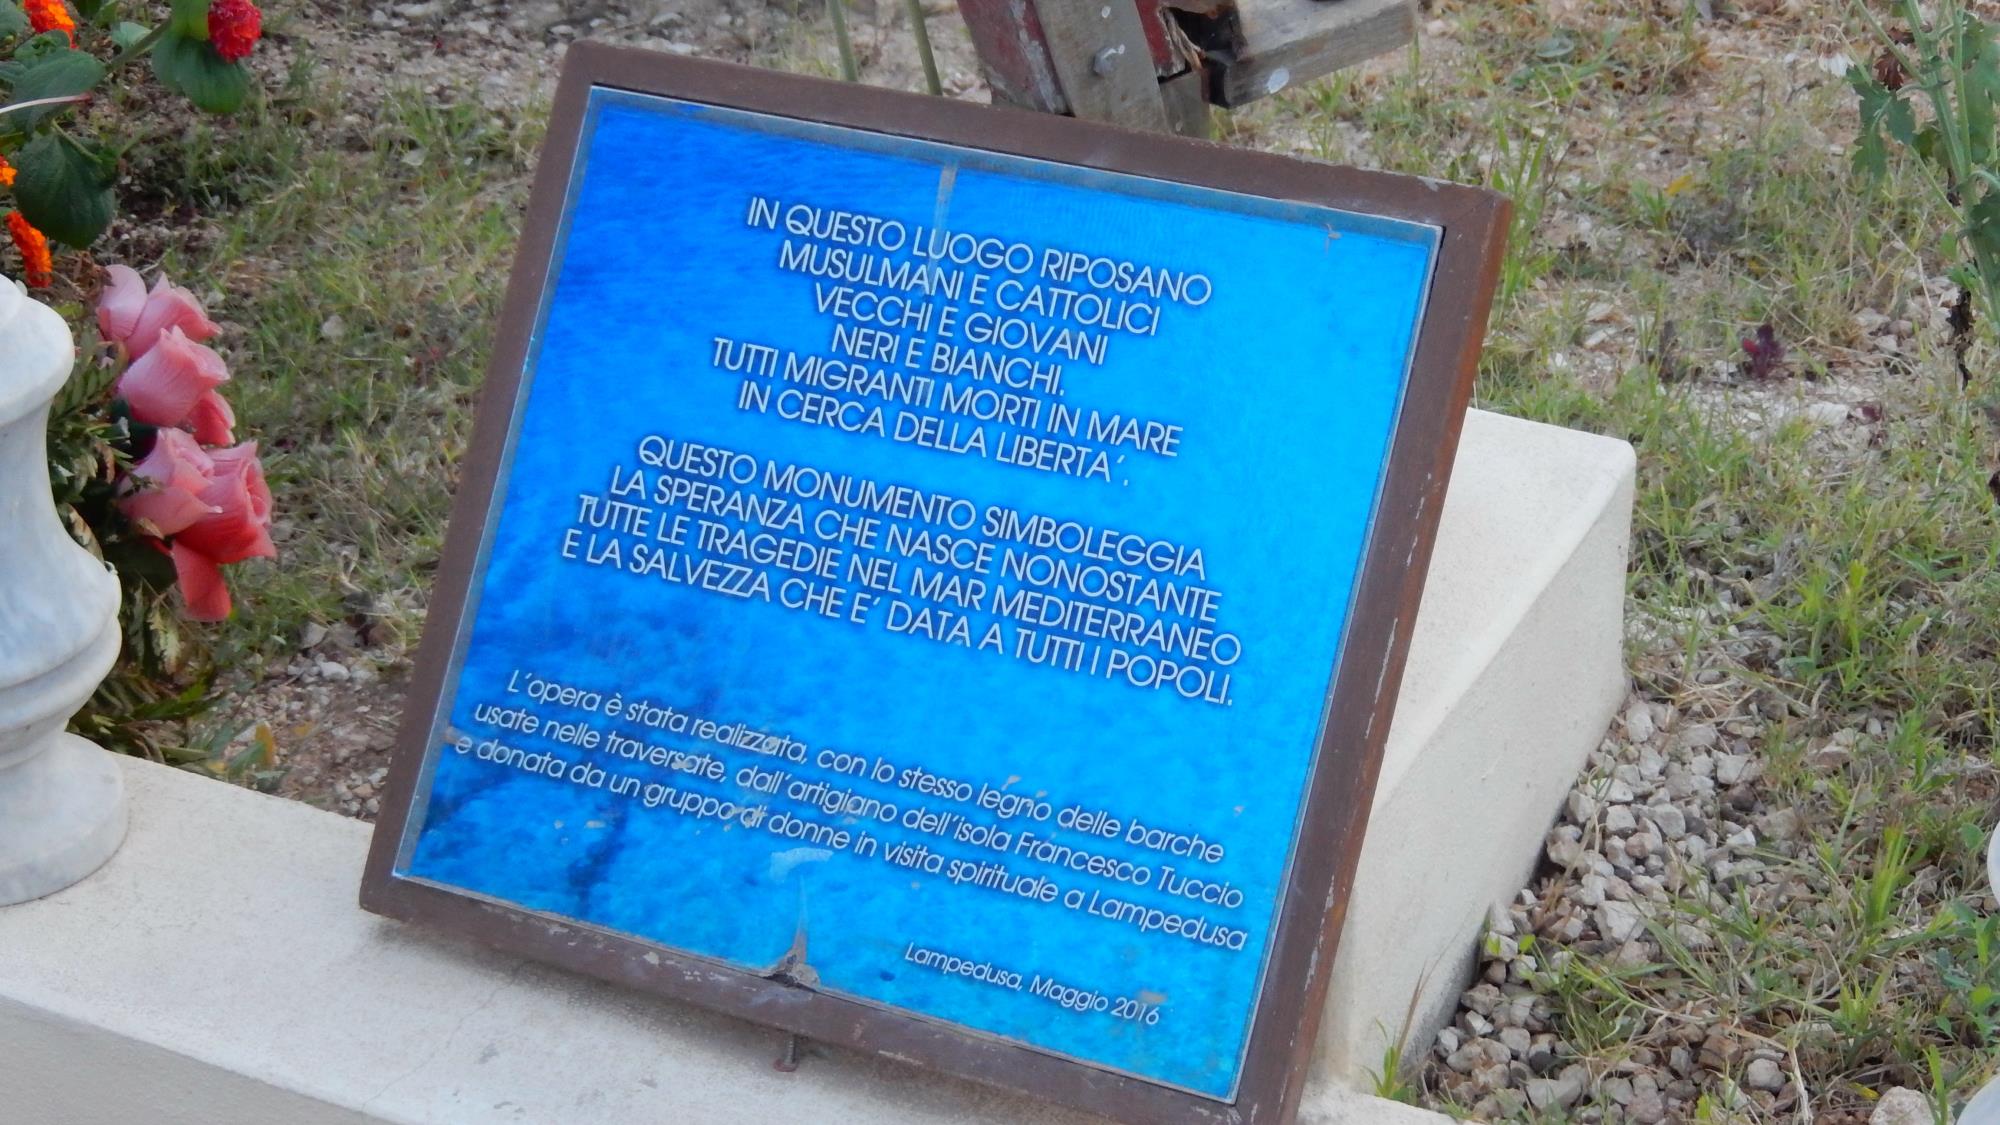 IN QUESTO LUOGO RIPOSANO
MUSULMANI E CATTOLICI
VECCHI E GIOVANI
NERI E BIANCHI.
TUTTI MIGRANTI MORTI IN MARE
IN CERCA DELLA LIBERTA´.
QUESTO MONUMENTO SIMBOLEGGIA
LA SPERANZA CHE NASCE NONOSTANTE
TUTTE LE TRAGEDIE NEL MAR MEDITERRANEO
E LA SALVEZZA CHE E´ DATA A TUTTI I POPOLI.
L´opera è stata realizzata, con lo stesso legno delle barche
usate nelle traversate, dall´artigiano dell´isola Francesco Tuccio
e donata da un gruppo di donne in visita spirituale a Lampedusa
Lampedusa, Maggio 2016